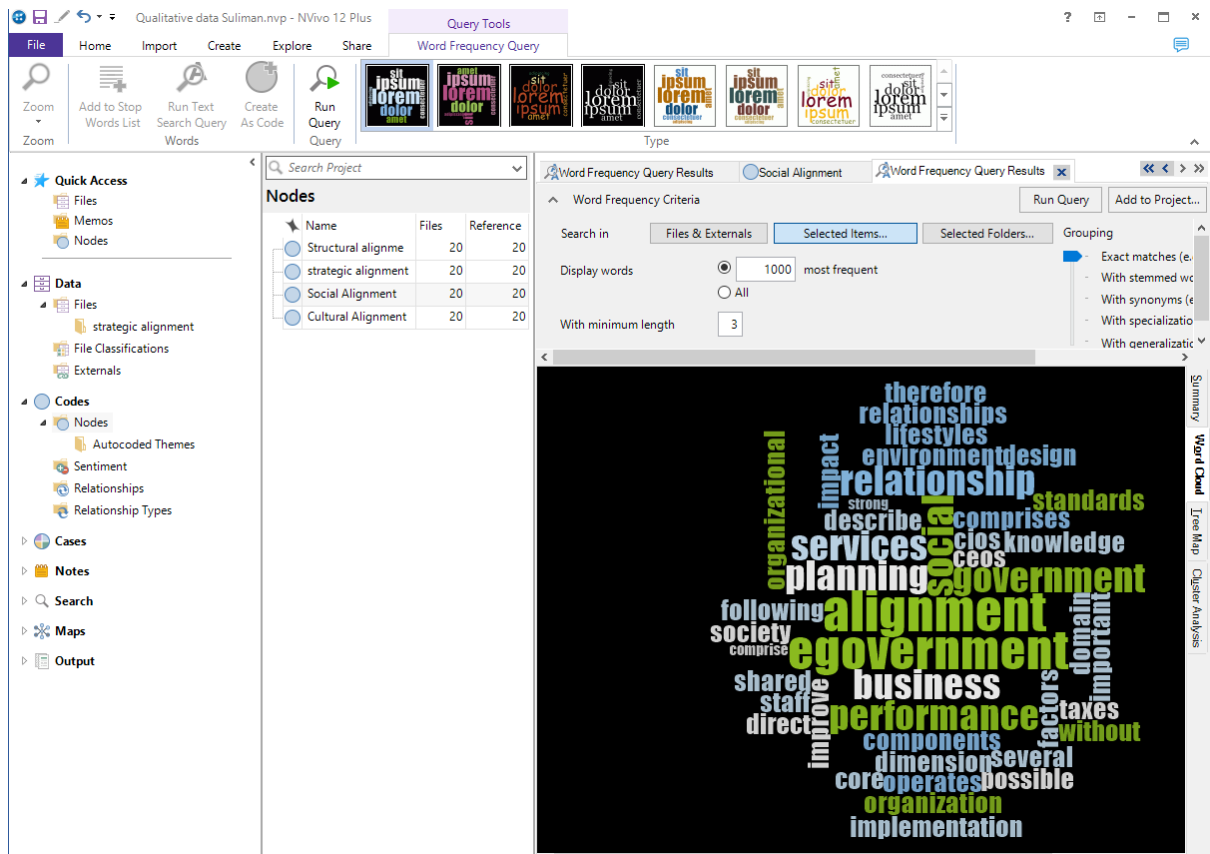 Qualitative data Suliman.nvp - NVivo 12 Plus
Query Tools
File Home Import Create Explore Share Word Frequency Query
Zoom
Add to Stop Words List
Run Text Search Query
Create As Code
Run Query
sit ipsum lorem dolor amet
Zoom Words Query Type
Quick Access
Files
Memos
Nodes
Data
Files
strategic alignment
File Classifications
Externals
Codes
Nodes
Autocoded Themes
Sentiment
Relationships
Relationship Types
Cases
Notes
Search
Maps
Output
Search Project
Nodes
Name Files Reference
Structural alignme 20 20
strategic alignment 20 20
Social Alignment 20 20
Cultural Alignment 20 20
Word Frequency Query Results Social Alignment Word Frequency Query Results
Word Frequency Criteria Run Query Add to Project...
Search in Files & Externals Selected Items... Selected Folders... Grouping
Display words 1000 most frequent
All
With minimum length 3
Exact matches (e.
With stemmed wo
With synonyms (e
With specializatio
With generalizatic
Summary
Word Cloud
Tree Map
Cluster Analysis
therefore
relationships
lifestyles
environment design
organizational
impact
relationship
strong
social
standards
describe
comprises
services
cios
knowledge
ceos
planning
government
following
alignment
domain
important
society
comprise
egovernment
shared
business
staff
improve
performance
factors
taxes
direct
without
components
dimension
several
core
operates
possible
organization
implementation